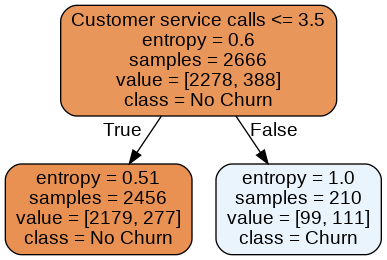 Customer service calls <= 3.5
entropy = 0.6
samples = 2666
value = [2278, 388]
class = No Churn
True
False
entropy = 0.51
samples = 2456
value = [2179, 277]
class = No Churn
entropy = 1.0
samples = 210
value = [99, 111]
class = Churn